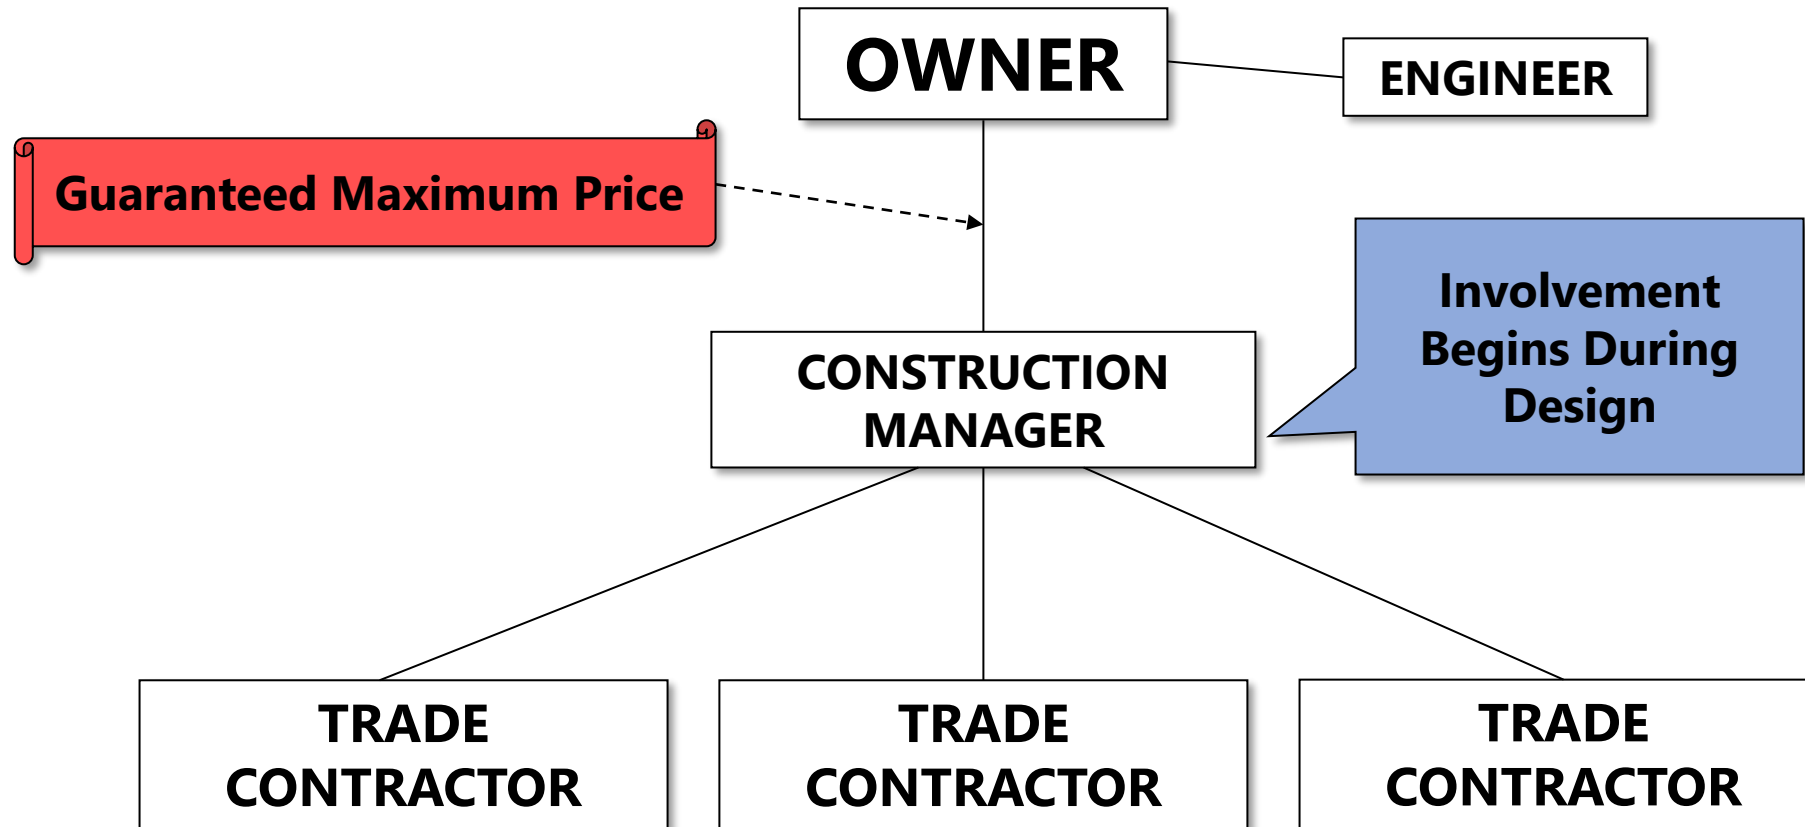 OWNER
ENGINEER
Guaranteed Maximum Price
Involvement
Begins During
Design
CONSTRUCTION
MANAGER
TRADE
CONTRACTOR
TRADE
CONTRACTOR
TRADE
CONTRACTOR